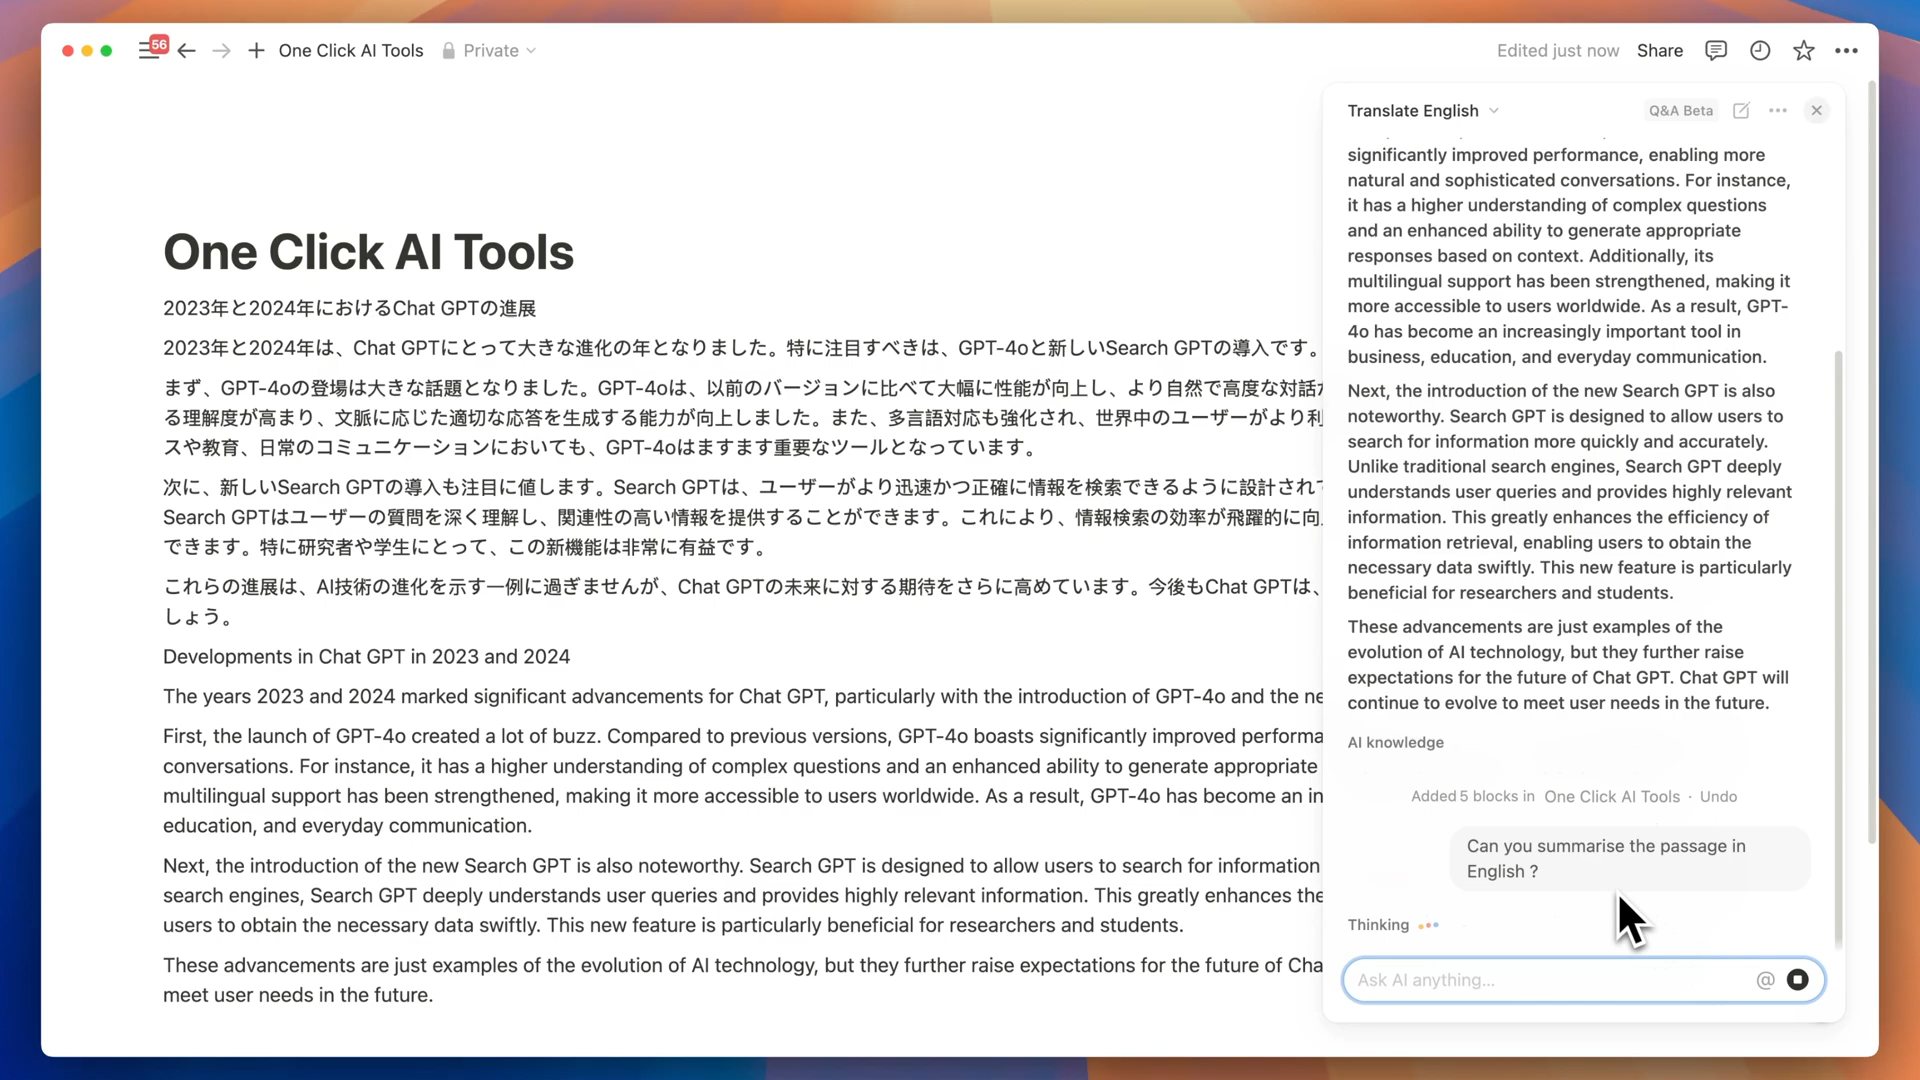 56
One Click AI Tools
Private
Edited just now
Share
One Click AI Tools
2023年と2024年におけるChat GPTの進展
2023年と2024年は、Chat GPTにとって大きな進化の年となりました。特に注目すべきは、GPT-4oと新しいSearch GPTの導入です。
まず、GPT-4oの登場は大きな話題となりました。GPT-4oは、以前のバージョンに比べて大幅に性能が向上し、より自然で高度な対話
る理解度が高まり、文脈に応じた適切な応答を生成する能力が向上しました。また、多言語対応も強化され、世界中のユーザーがより利
スや教育、日常のコミュニケーションにおいても、GPT-4oはますます重要なツールとなっています。
次に、新しいSearch GPTの導入も注目に値します。Search GPTは、ユーザーがより迅速かつ正確に情報を検索できるように設計され
Search GPTはユーザーの質問を深く理解し、関連性の高い情報を提供することができます。これにより、情報検索の効率が飛躍的に向
できます。特に研究者や学生にとって、この新機能は非常に有益です。
これらの進展は、AI技術の進化を示す一例に過ぎませんが、Chat GPTの未来に対する期待をさらに高めています。今後もChat GPTは、
しょう。
Developments in Chat GPT in 2023 and 2024
The years 2023 and 2024 marked significant advancements for Chat GPT, particularly with the introduction of GPT-4o and the ne
First, the launch of GPT-4o created a lot of buzz. Compared to previous versions, GPT-4o boasts significantly improved performa
conversations. For instance, it has a higher understanding of complex questions and an enhanced ability to generate appropriate
multilingual support has been strengthened, making it more accessible to users worldwide. As a result, GPT-4o has become an in
education, and everyday communication.
Next, the introduction of the new Search GPT is also noteworthy. Search GPT is designed to allow users to search for information
search engines, Search GPT deeply understands user queries and provides highly relevant information. This greatly enhances the
users to obtain the necessary data swiftly. This new feature is particularly beneficial for researchers and students.
These advancements are just examples of the evolution of AI technology, but they further raise expectations for the future of Cha
meet user needs in the future.
Translate English
Q&A Beta
significantly improved performance, enabling more
natural and sophisticated conversations. For instance,
it has a higher understanding of complex questions
and an enhanced ability to generate appropriate
responses based on context. Additionally, its
multilingual support has been strengthened, making it
more accessible to users worldwide. As a result, GPT-
4o has become an increasingly important tool in
business, education, and everyday communication.
Next, the introduction of the new Search GPT is also
noteworthy. Search GPT is designed to allow users to
search for information more quickly and accurately.
Unlike traditional search engines, Search GPT deeply
understands user queries and provides highly relevant
information. This greatly enhances the efficiency of
information retrieval, enabling users to obtain the
necessary data swiftly. This new feature is particularly
beneficial for researchers and students.
These advancements are just examples of the
evolution of AI technology, but they further raise
expectations for the future of Chat GPT. Chat GPT will
continue to evolve to meet user needs in the future.
AI knowledge
Added 5 blocks in One Click AI Tools · Undo
Can you summarise the passage in
English ?
Thinking
Ask AI anything...
@